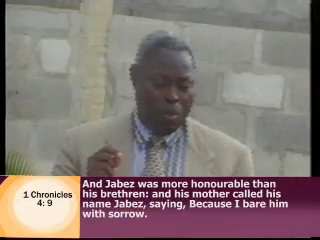 1 Chronicles
4: 9
And Jabez was more honourable than
his brethren: and his mother called his
name Jabez, saying, Because I bare him
with sorrow.